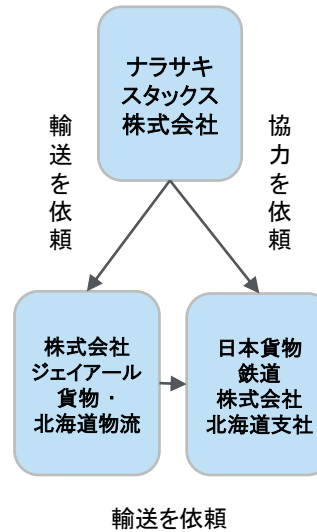 ナラサキ
スタックス
株式会社
輸送を依頼
協力を依頼
株式会社
ジェイアール
貨物・
北海道物流
日本貨物
鉄道
株式会社
北海道支社
輸送を依頼